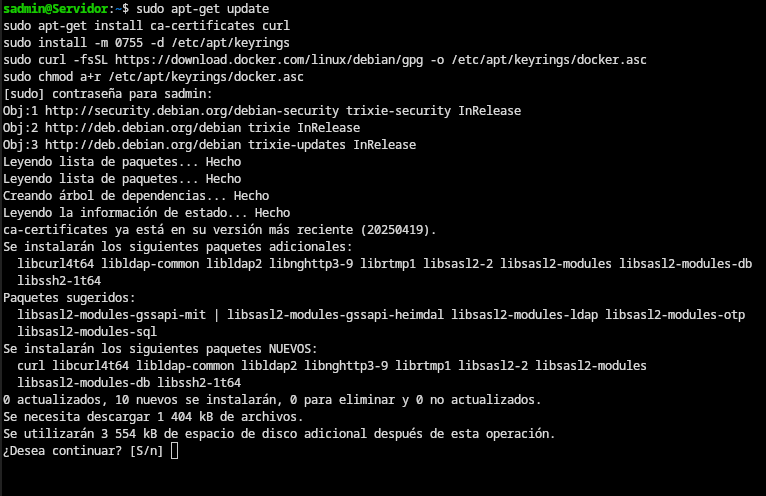 sadmin@Servidor:~$ sudo apt-get update
sudo apt-get install ca-certificates curl
sudo install -m 0755 -d /etc/apt/keyrings
sudo curl -fsSL https://download.docker.com/linux/debian/gpg -o /etc/apt/keyrings/docker.asc
sudo chmod a+r /etc/apt/keyrings/docker.asc
[sudo] contraseña para sadmin:
Obj:1 http://security.debian.org/debian-security trixie-security InRelease
Obj:2 http://deb.debian.org/debian trixie InRelease
Obj:3 http://deb.debian.org/debian trixie-updates InRelease
Leyendo lista de paquetes... Hecho
Leyendo lista de paquetes... Hecho
Creando árbol de dependencias... Hecho
Leyendo la información de estado... Hecho
ca-certificates ya está en su versión más reciente (20250419).
Se instalarán los siguientes paquetes adicionales:
  libcurl4t64 libldap-common libldap2 libnghttp3-9 librtmp1 libsasl2-2 libsasl2-modules libsasl2-modules-db
  libssh2-1t64
Paquetes sugeridos:
  libsasl2-modules-gssapi-mit | libsasl2-modules-gssapi-heimdal libsasl2-modules-ldap libsasl2-modules-otp
  libsasl2-modules-sql
Se instalarán los siguientes paquetes NUEVOS:
  curl libcurl4t64 libldap-common libldap2 libnghttp3-9 librtmp1 libsasl2-2 libsasl2-modules
  libsasl2-modules-db libssh2-1t64
0 actualizados, 10 nuevos se instalarán, 0 para eliminar y 0 no actualizados.
Se necesita descargar 1 404 kB de archivos.
Se utilizarán 3 554 kB de espacio de disco adicional después de esta operación.
¿Desea continuar? [S/n]